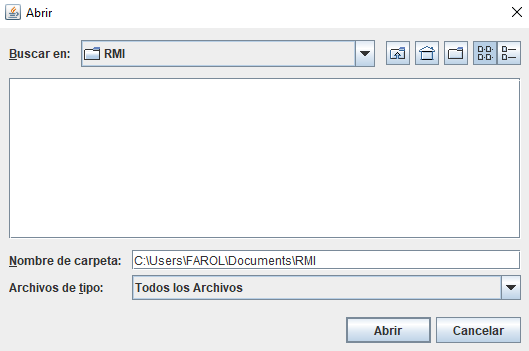 Abrir
Buscar en: RMI
Nombre de carpeta: C:\Users\FAROL\Documents\RMI
Archivos de tipo: Todos los Archivos
Abrir Cancelar